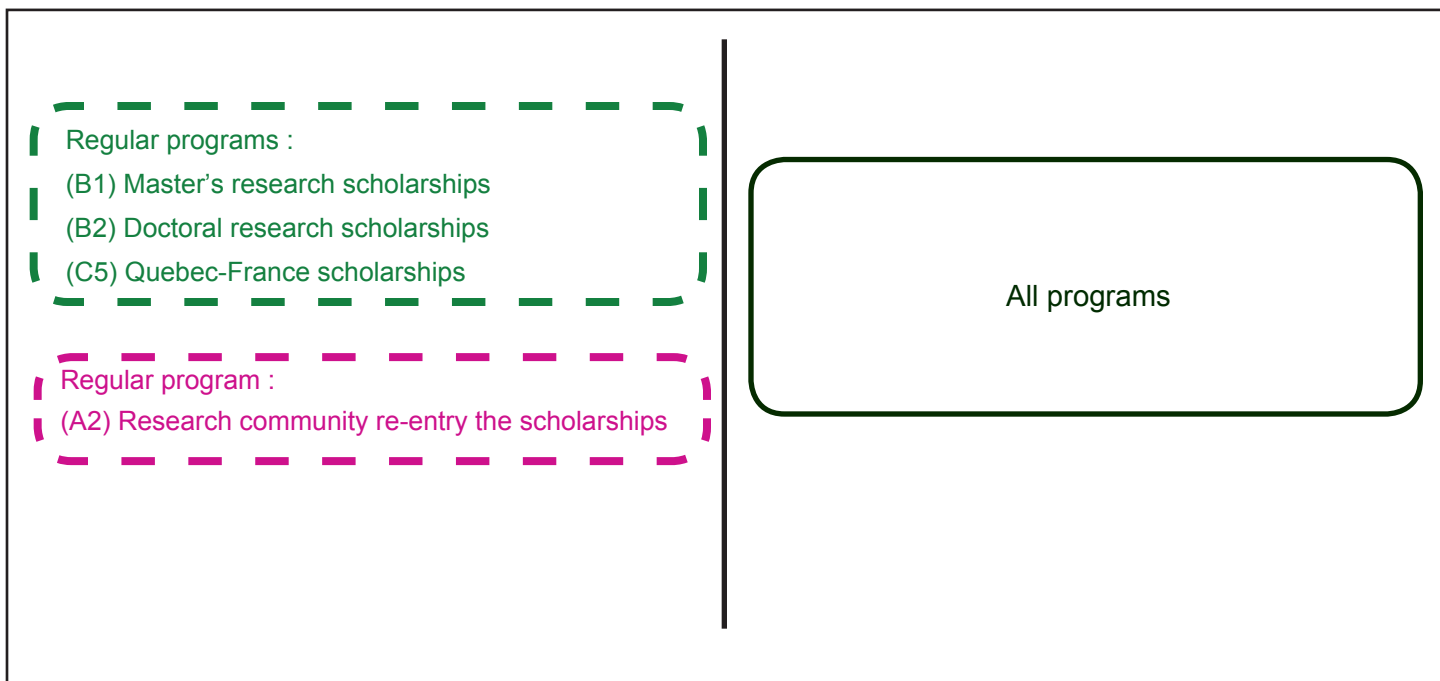 Regular programs :
(B1) Master’s research scholarships
(B2) Doctoral research scholarships
(C5) Quebec-France scholarships
Regular program :
(A2) Research community re-entry the scholarships
All programs